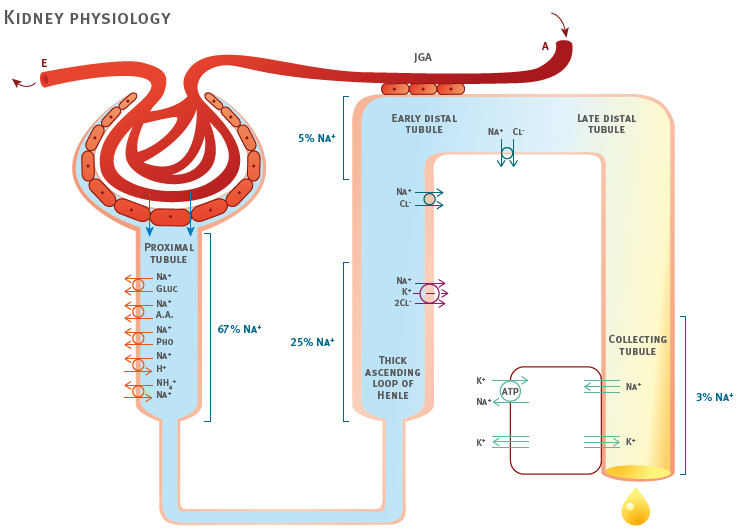 KIDNEY PHYSIOLOGY
E
JGA
A
EARLY DISTAL
TUBULE
LATE DISTAL
TUBULE
5% NA+
NA+ CL-
NA+
CL-
PROXIMAL
TUBULE
NA+
GLUC
NA+
A.A.
NA+
PHO
NA+
H+
NH4+
NA+
67% NA+
25% NA+
NA+
K+
2CL-
THICK
ASCENDING
LOOP OF
HENLE
COLLECTING
TUBULE
K+
ATP
NA+
NA+
K+
K+
3% NA+